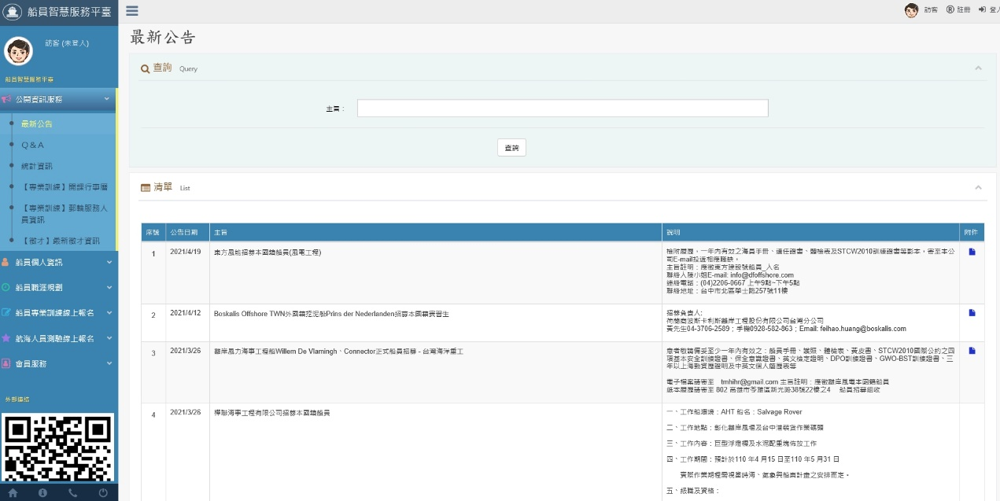 船員智慧服務平臺
訪客
註冊
登入
訪客 (未登入)
船員智慧服務平臺
公開資訊服務
最新公告
Q & A
統計資訊
【專業訓練】開課行事曆
【專業訓練】郵輪服務人
員資訊
【徵才】最新徵才資訊
船員個人資訊
船員職涯規劃
船員專業訓練線上報名
航海人員測驗線上報名
會員服務
外部連結
最新公告
查詢 Query
主旨：
查詢
清單 List
序號 公告日期 主旨 說明 附件
1 2021/4/19 東方風能招募本國籍船員(風電工程)
檢附履歷，一年內有效之海員手冊、適任證書、體檢表及STCW2010訓練證書等影本，寄至本公
司E-mail投遞相應職缺。
主旨註明：應徵東方建設號船員_人名
聯絡人陳小姐E-mail: info@dfoffshore.com
連絡電話：(04)2206-0667 上午9點~下午5點
聯絡地址：台中市北區學士路257號11樓
2 2021/4/12 Boskalis Offshore TWN外國籍挖泥船Prins der Nederlanden招募本國籍實習生
招募負責人:
荷蘭商波斯卡利斯離岸工程股份有限公司台灣分公司
黃先生04-3706-2589；手機0928-582-863；Email: feihao.huang@boskalis.com
3 2021/3/26 離岸風力海事工程船Willem De Vlamingh、Connector正式船員招募 - 台灣海洋重工
意者敬請備妥至少一年內有效之：船員手冊、護照、體檢表、黃皮書、STCW2010國際公約之四
項基本安全訓練證書、保全意識證書、英文檢定證明、DPO訓練證書、GWO-BST訓練證書、三
年以上海勤資歷證明及中英文個人簡歷表等
電子檔案請寄至 tmhihr@gmail.com 主旨註明：應徵離岸風電本國籍船員
紙本履歷請寄至 802 高雄市苓雅區新光路38號22樓之4 船員招募組收
4 2021/3/26 樺聯海事工程有限公司招募本國籍船員
一、工作船環境：AHT 船名：Salvage Rover
二、工作地點：彰化離岸風場及台中港裝貨作業碼頭
三、工作內容：巨型浮燈標及水泥配重塊佈放工作
四、工作期間：預計於110 年4 月 15 日至110 年 5 月 31 日
實際作業期程需視當時海、氣象與船東計畫之安排而定。
五、級職及資格：